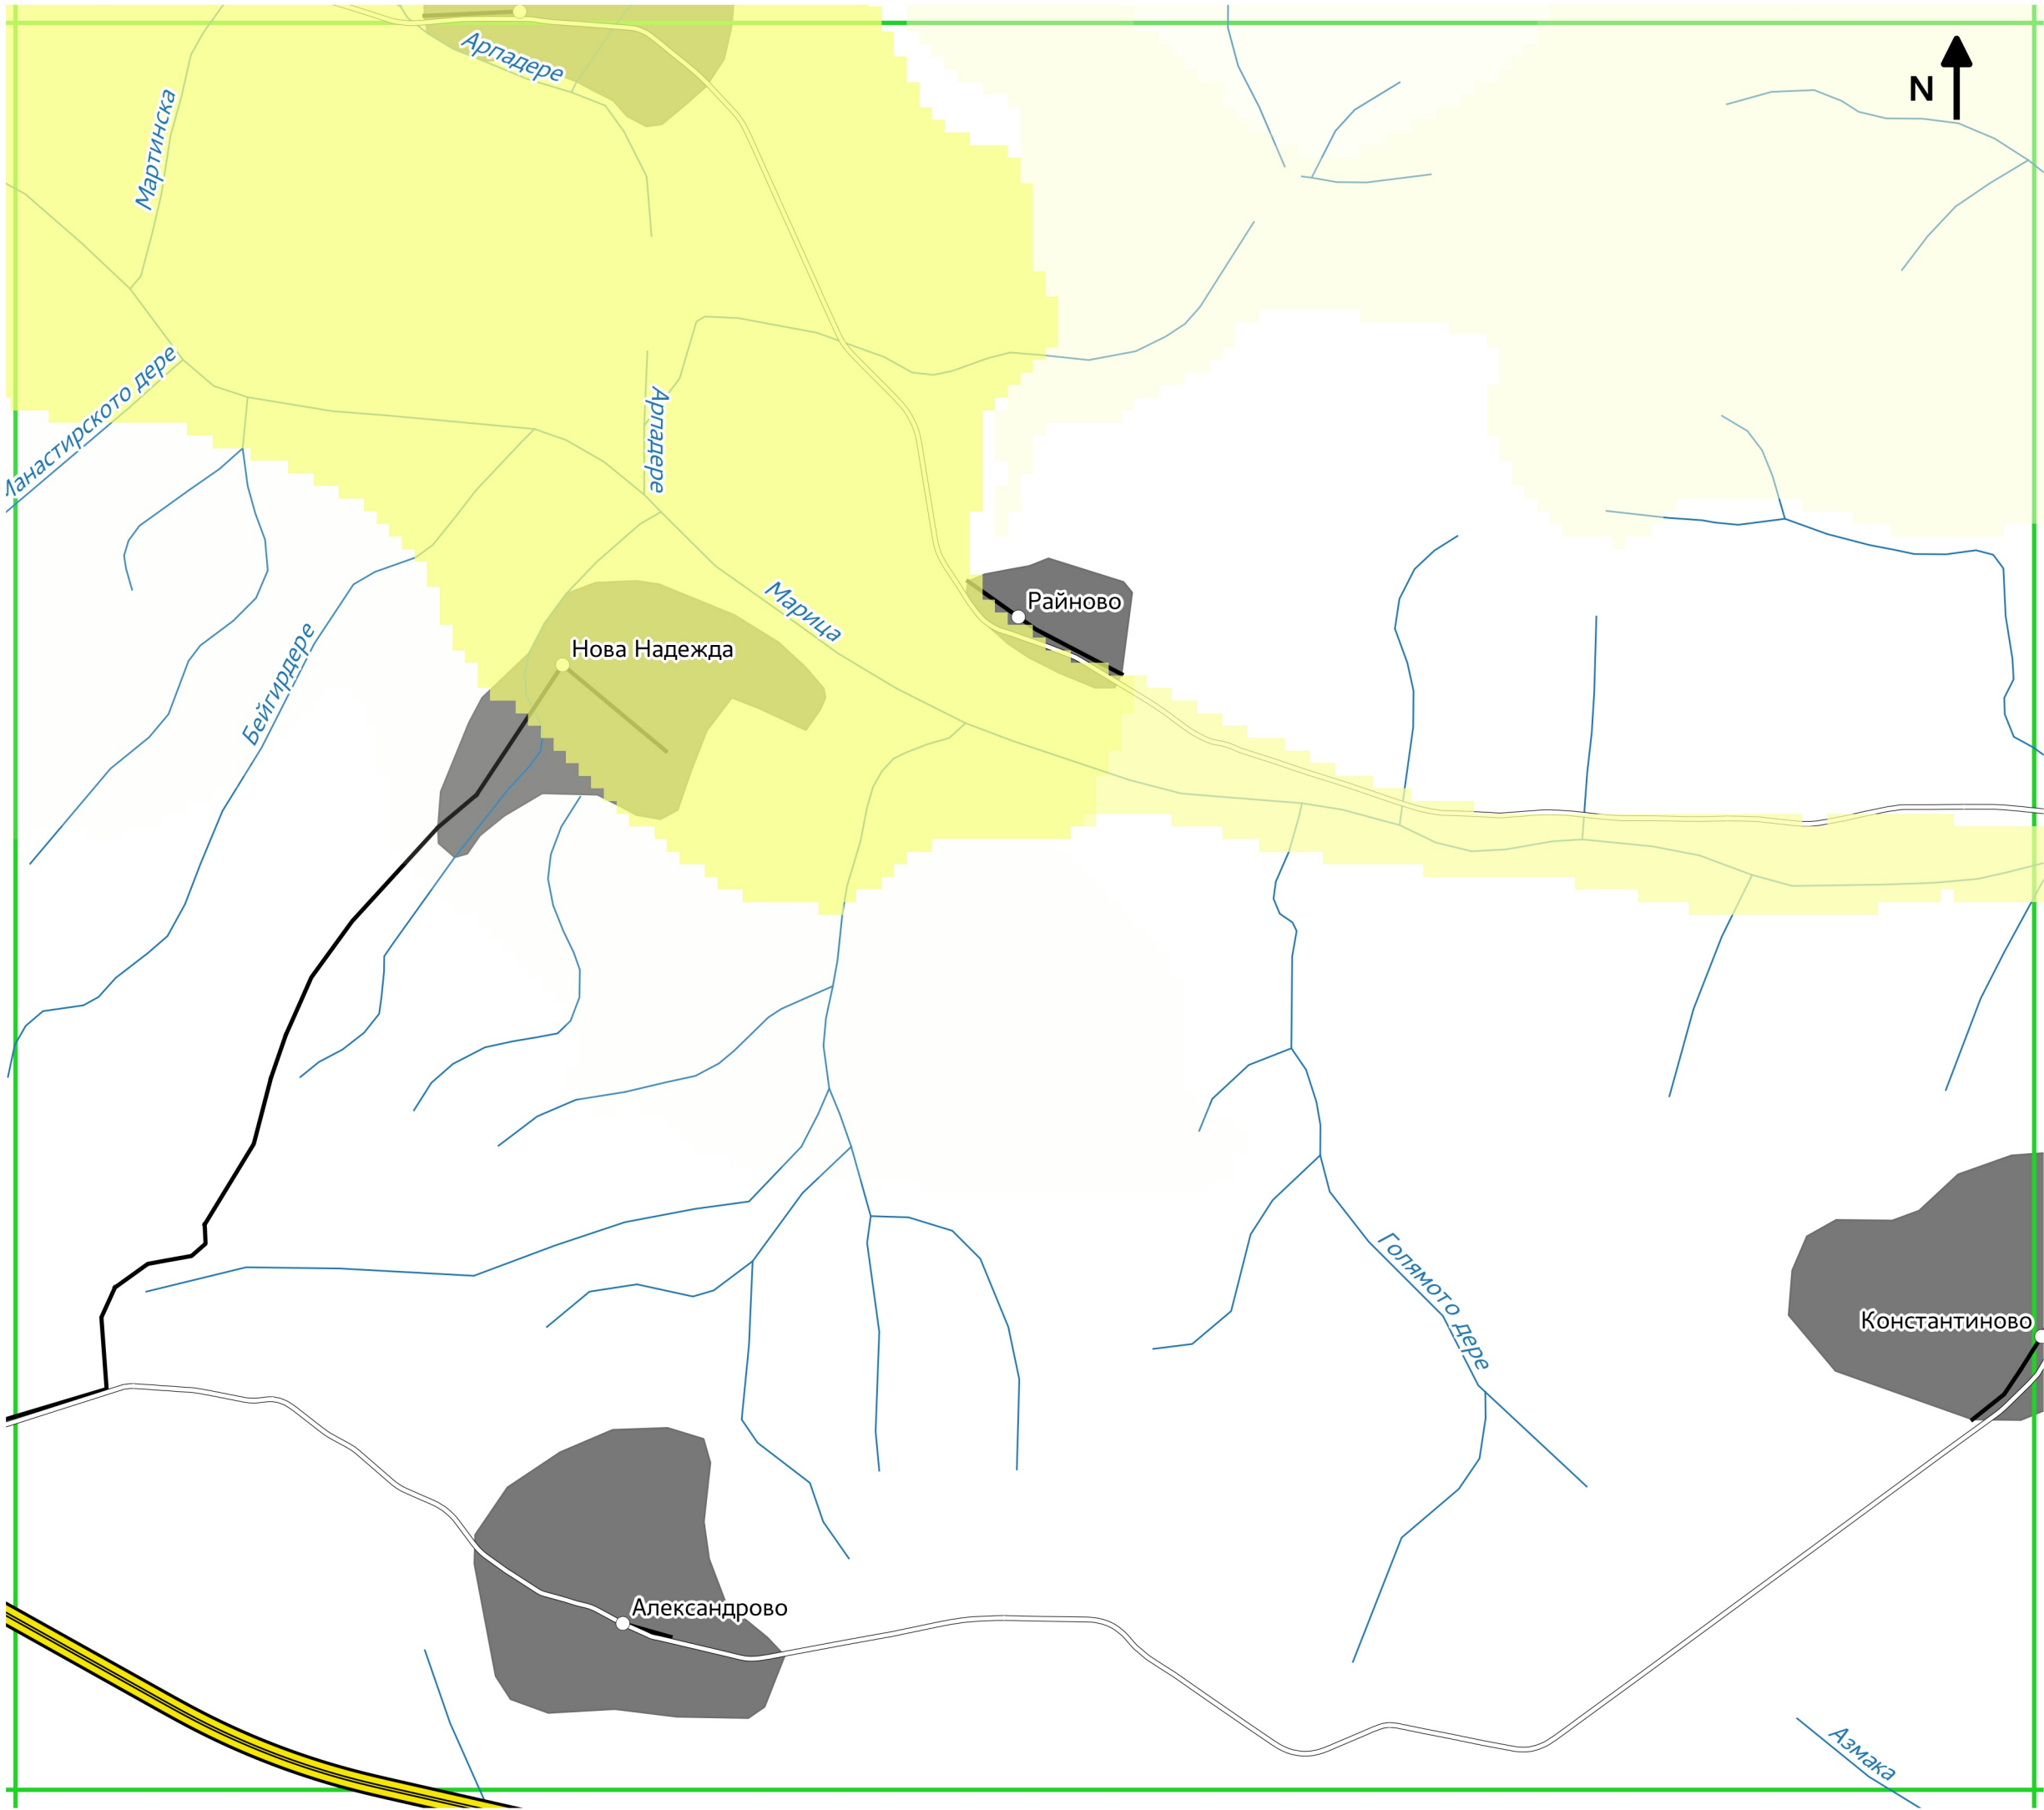 Арпадере
N
Мартинска
Манастирското дере
Арпадере
Марица
Райново
Нова Надежда
Бейгирдере
Голямото дере
Константиново
Александрово
Азмака